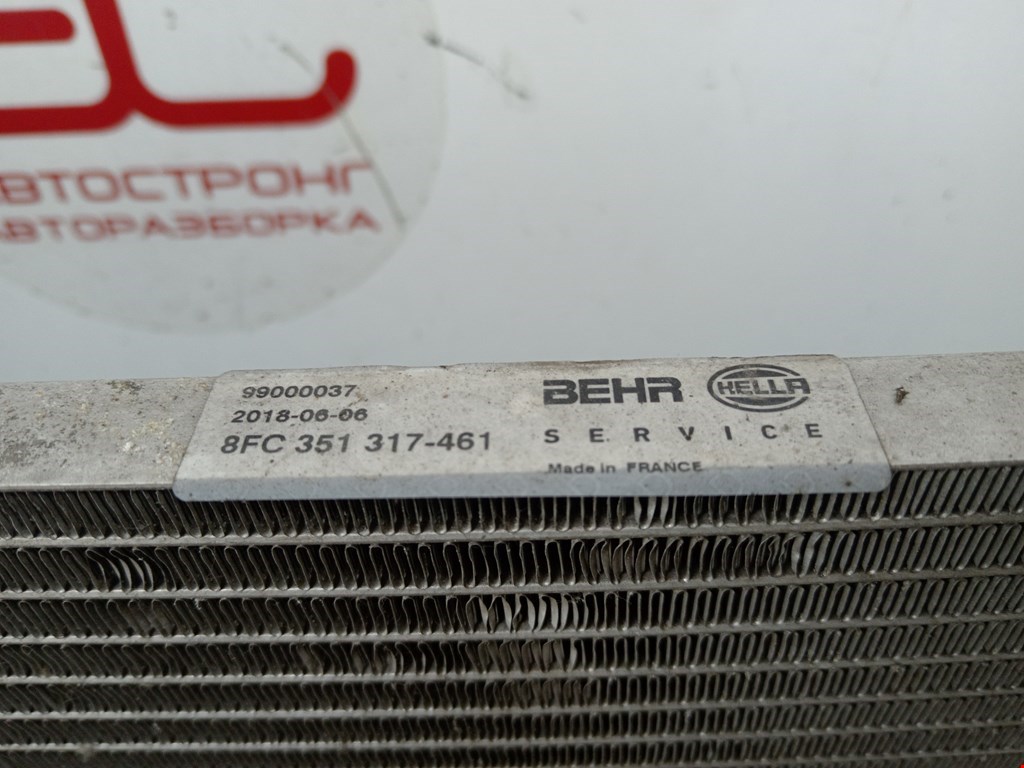 АВТОСТРОНГ
АВТОРАЗБОРКА
99000037
2018-06-06
8FC 351 317-461
BEHR HELLA
SERVICE
Made in FRANCE